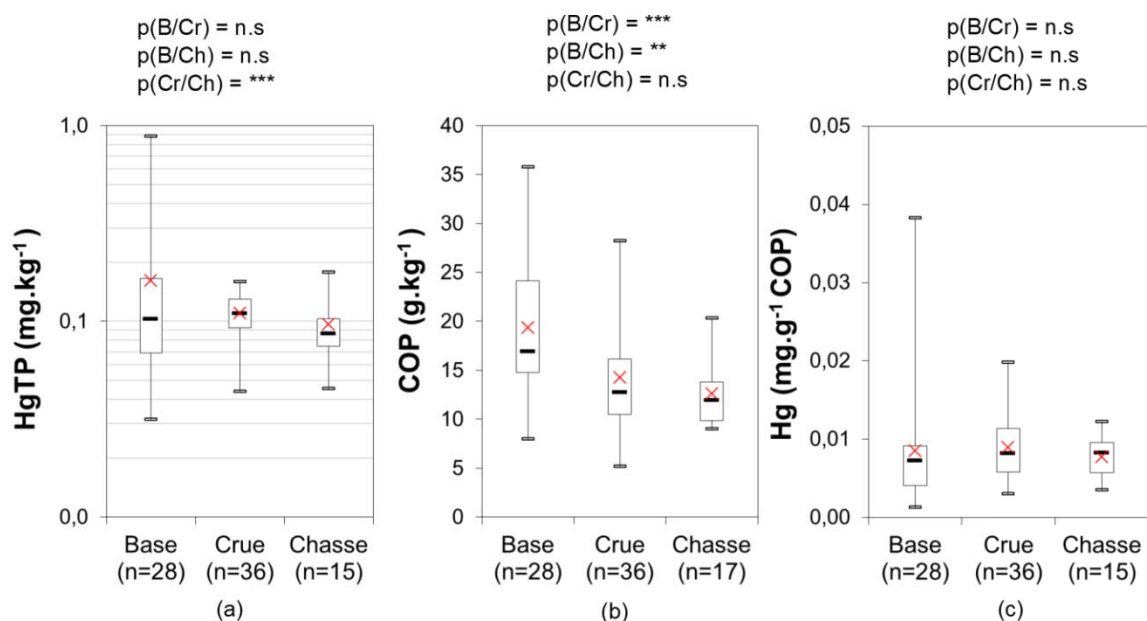 p(B/Cr) = n.s
p(B/Ch) = n.s
p(Cr/Ch) = ***
HgTP (mg.kg⁻¹)
1,0
0,1
0,0
Base
(n=28)
Crue
(n=36)
Chasse
(n=15)
(a)
p(B/Cr) = ***
p(B/Ch) = **
p(Cr/Ch) = n.s
COP (g.kg⁻¹)
40
35
30
25
20
15
10
5
0
Base
(n=28)
Crue
(n=36)
Chasse
(n=17)
(b)
p(B/Cr) = n.s
p(B/Ch) = n.s
p(Cr/Ch) = n.s
Hg (mg.g⁻¹ COP)
0,05
0,04
0,03
0,02
0,01
0,00
Base
(n=28)
Crue
(n=36)
Chasse
(n=15)
(c)